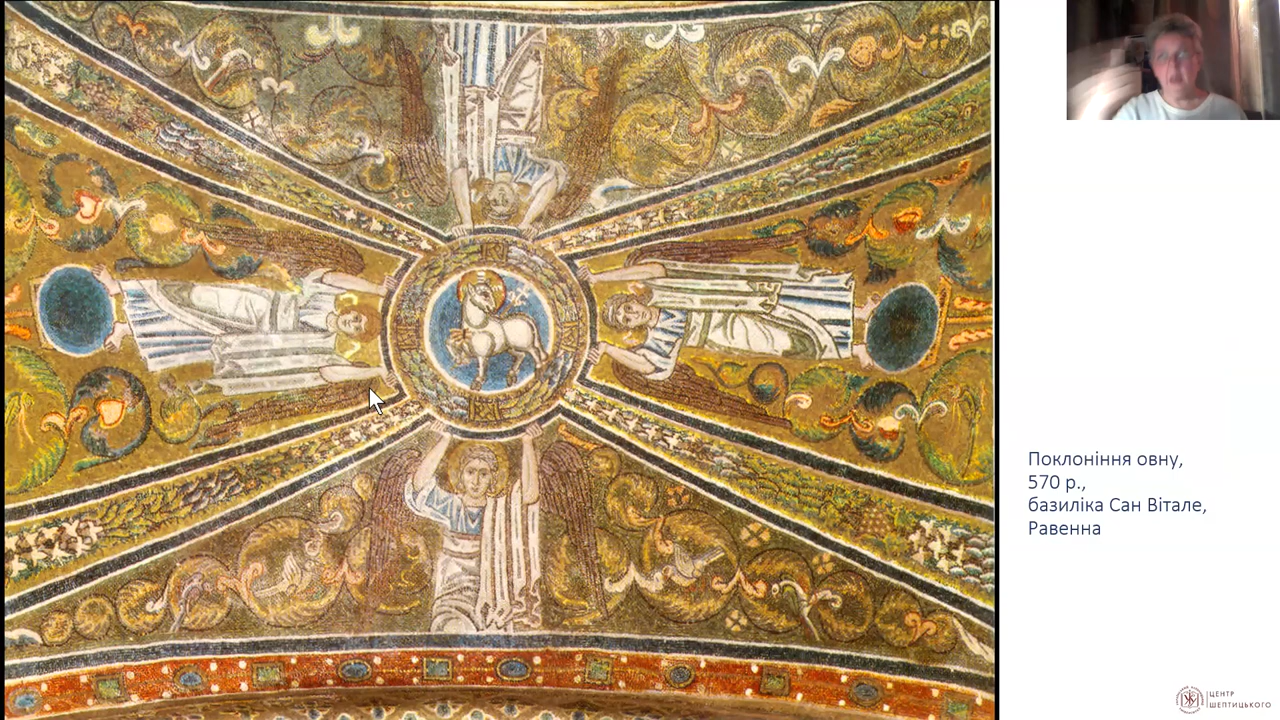 Поклоніння овну,
570 р.,
базиліка Сан Вітале,
Равенна
ЦЕНТР
ШЕПТИЦЬКОГО